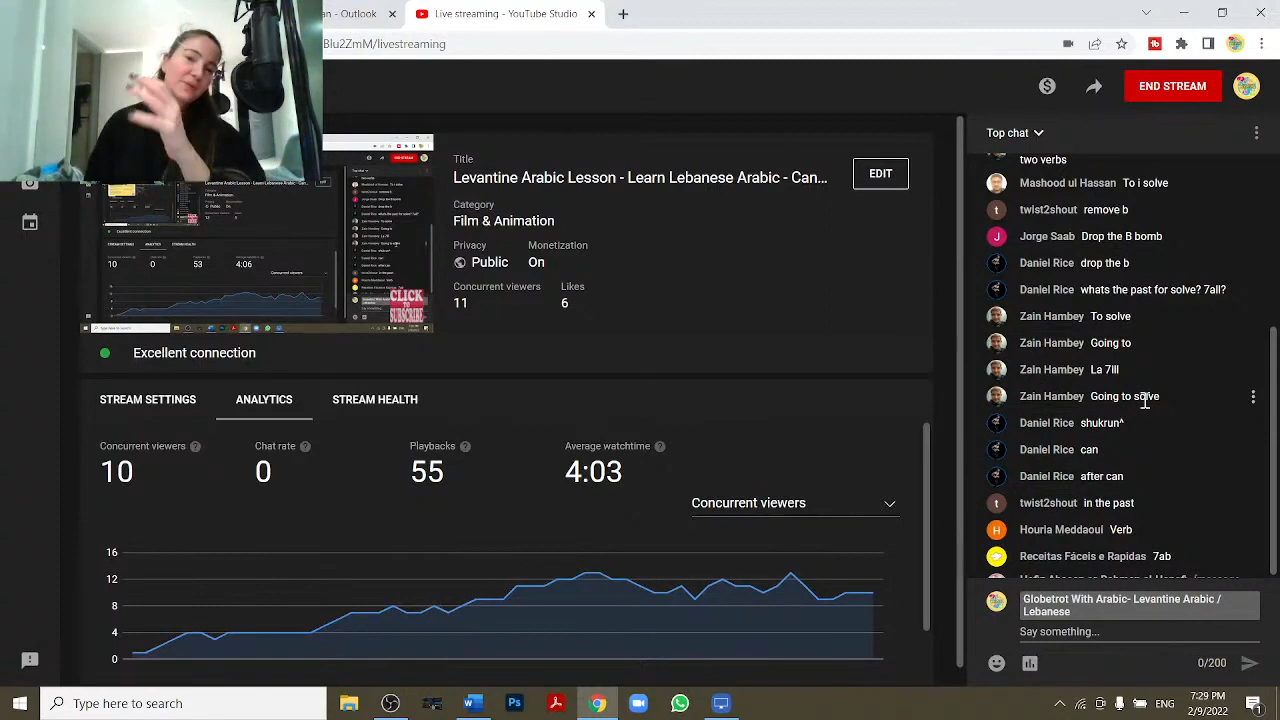 en - Outlook
Live streaming - YouTube Studio
Blu2ZmM/livestreaming
END STREAM
Title
Levantine Arabic Lesson - Learn Lebanese Arabic - Can...
EDIT
Category
Film & Animation
Privacy
Monetization
Public
On
Concurrent viewers
Likes
11
6
CLICK
TO
SUBSCRIBE
Excellent connection
STREAM SETTINGS
ANALYTICS
STREAM HEALTH
Concurrent viewers
Chat rate
Playbacks
Average watchtime
10
0
55
4:03
Concurrent viewers
16
12
8
4
0
Top chat
two verbs
To i solve
twist2shout remove b
Jorge Saab Drop the B bomb
Daniel Rice drop the b
Daniel Rice whats the past for solve? 7all?
Zain Hambey To solve
Zain Hambey Going to
Zain Hambey La 7ill
Zain Hambey Going to solve
Daniel Rice shukrun^
Daniel Rice can
Daniel Rice after can
twist2shout in the past
Houria Meddaoui Verb
Receitas Fáceis e Rapidas 7ab
Globetrot With Arabic- Levantine Arabic /
Lebanese
Say something...
0/200
Type here to search
7:29 PM
2/9/2022